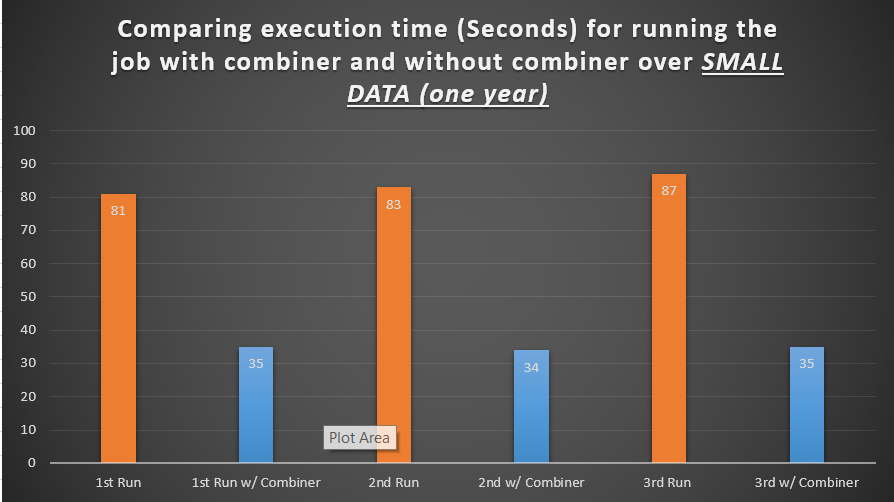 Comparing execution time (Seconds) for running the
job with combiner and without combiner over SMALL
DATA (one year)
100
90
80
70
60
50
40
30
20
10
0
81
35
83
34
87
35
Plot Area
1st Run
1st Run w/ Combiner
2nd Run
2nd w/ Combiner
3rd Run
3rd w/ Combiner